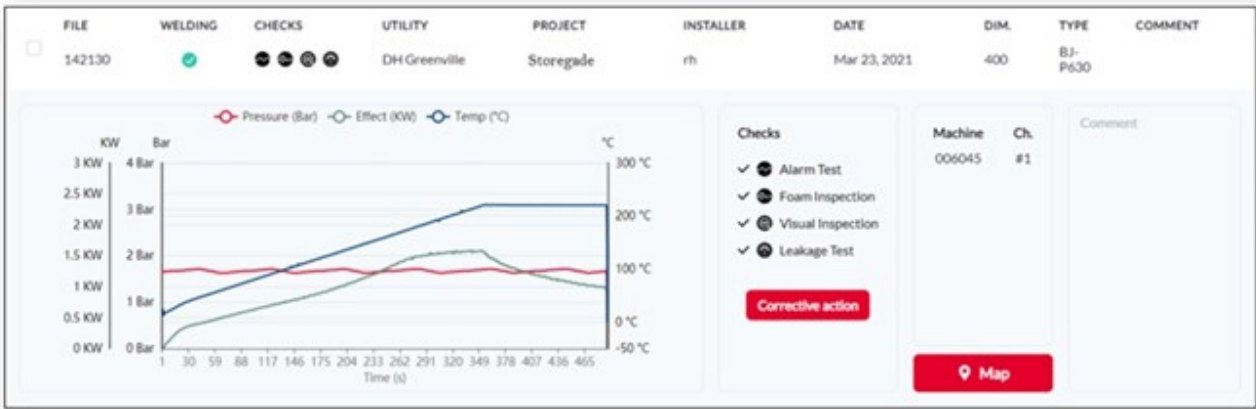 FILE WELDING CHECKS UTILITY PROJECT INSTALLER DATE DIM. TYPE COMMENT
142130 DH Greenville Storegade rh Mar 23, 2021 400 BJ-
P630
Pressure (Bar) Effect (KW) Temp (°C)
KW Bar °C
3 KW 4 Bar 300 °C
2.5 KW
3 Bar
2 KW 200 °C
1.5 KW 2 Bar
1 KW 100 °C
1 Bar
0.5 KW 0 °C
0 KW 0 Bar -50 °C
1 30 59 88 117 146 175 204 233 262 291 320 349 378 407 436 465
Time (s)
Checks
Alarm Test
Foam Inspection
Visual Inspection
Leakage Test
Corrective action
Machine Ch.
006045 #1
Map
Comment